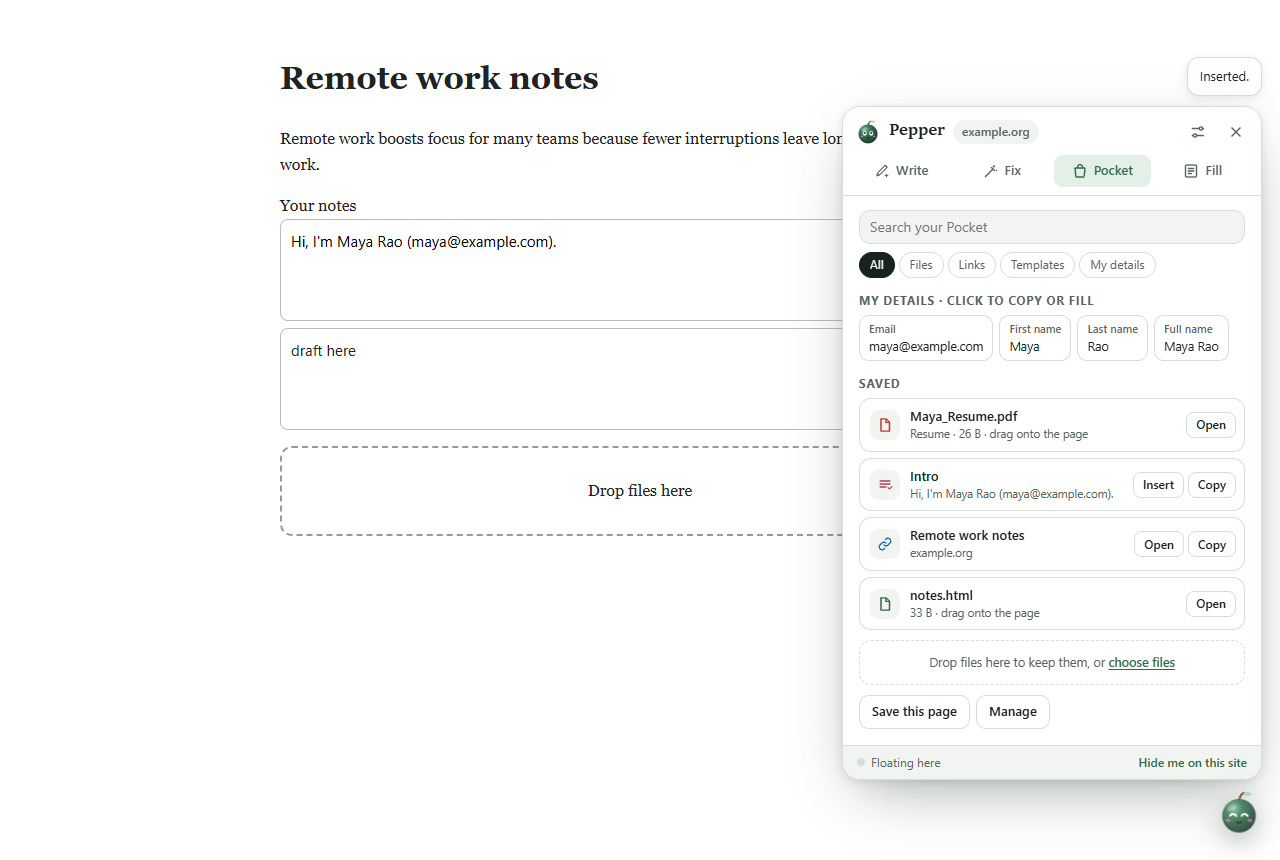 Remote work notes
Remote work boosts focus for many teams because fewer interruptions leave
work.
Your notes
Hi, I'm Maya Rao (maya@example.com).
draft here
Drop files here
Inserted.
Pepper
example.org
Write
Fix
Pocket
Fill
Search your Pocket
All
Files
Links
Templates
My details
MY DETAILS · CLICK TO COPY OR FILL
Email
maya@example.com
First name
Maya
Last name
Rao
Full name
Maya Rao
SAVED
Maya_Resume.pdf
Resume · 26 B · drag onto the page
Open
Intro
Hi, I'm Maya Rao (maya@example.com).
Insert
Copy
Remote work notes
example.org
Open
Copy
notes.html
33 B · drag onto the page
Open
Drop files here to keep them, or choose files
Save this page
Manage
Floating here
Hide me on this site